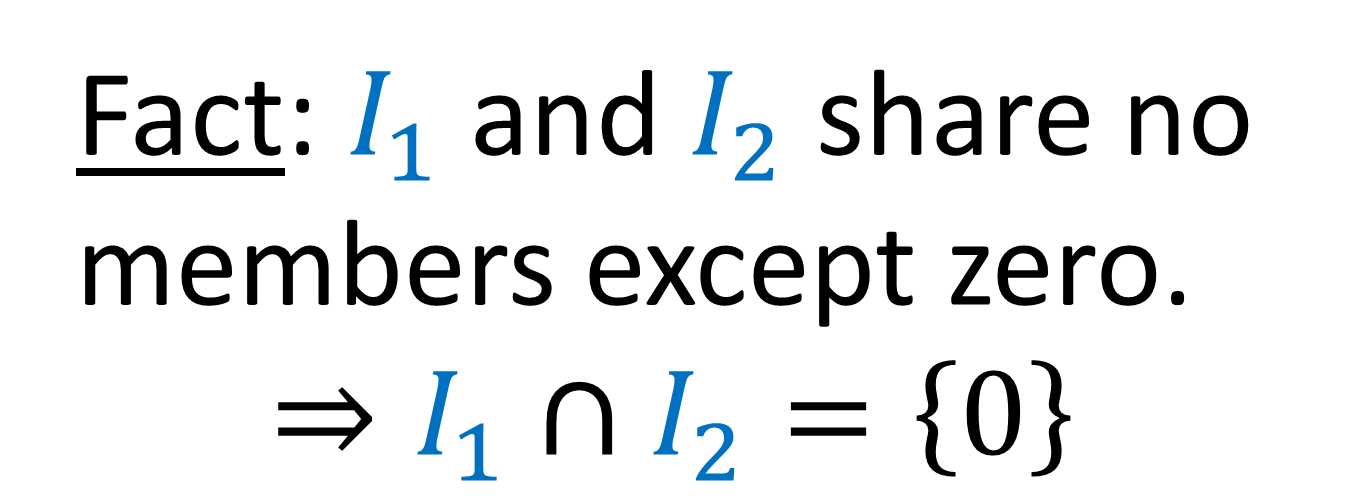 Fact: I₁ and I₂ share no
members except zero.
⇒ I₁ ∩ I₂ = {0}